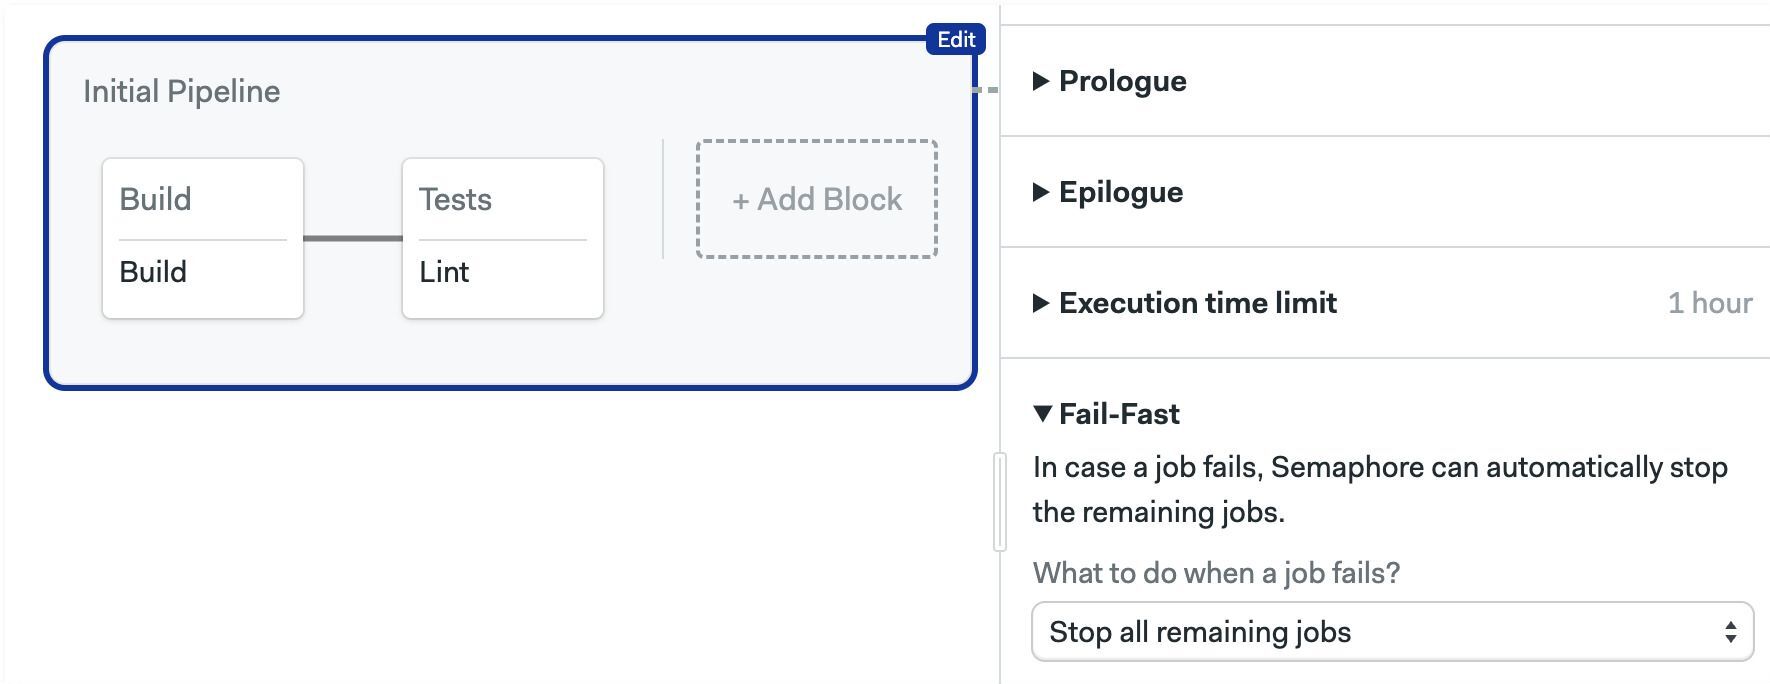 Edit
Initial Pipeline
Build
Build
Tests
Lint
+ Add Block
Prologue
Epilogue
Execution time limit 1 hour
Fail-Fast
In case a job fails, Semaphore can automatically stop
the remaining jobs.
What to do when a job fails?
Stop all remaining jobs